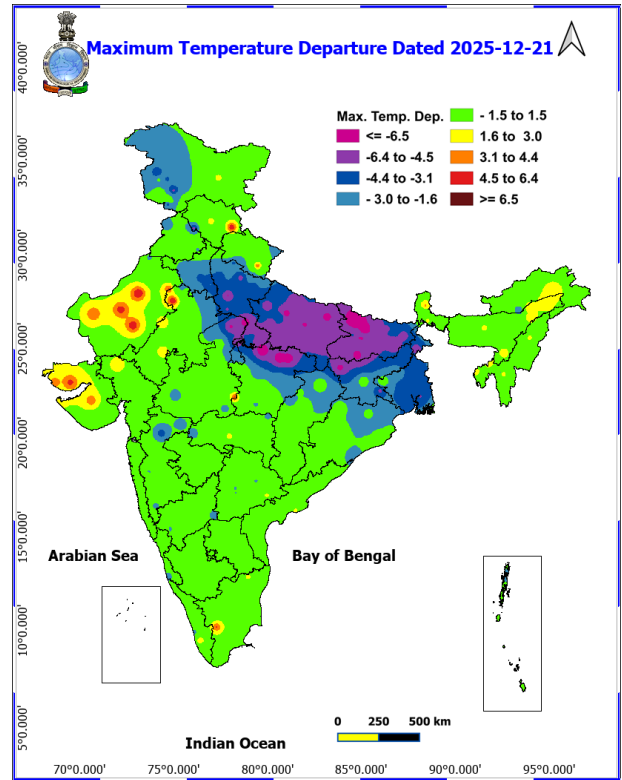 Maximum Temperature Departure Dated 2025-12-21
Max. Temp. Dep.
<= -6.5
-6.4 to -4.5
-4.4 to -3.1
- 3.0 to -1.6
- 1.5 to 1.5
1.6 to 3.0
3.1 to 4.4
4.5 to 6.4
>= 6.5
40°0.000'
35°0.000'
30°0.000'
25°0.000'
20°0.000'
15°0.000'
10°0.000'
5°0.000'
Arabian Sea
Bay of Bengal
Indian Ocean
0 250 500 km
70°0.000' 75°0.000' 80°0.000' 85°0.000' 90°0.000' 95°0.000'